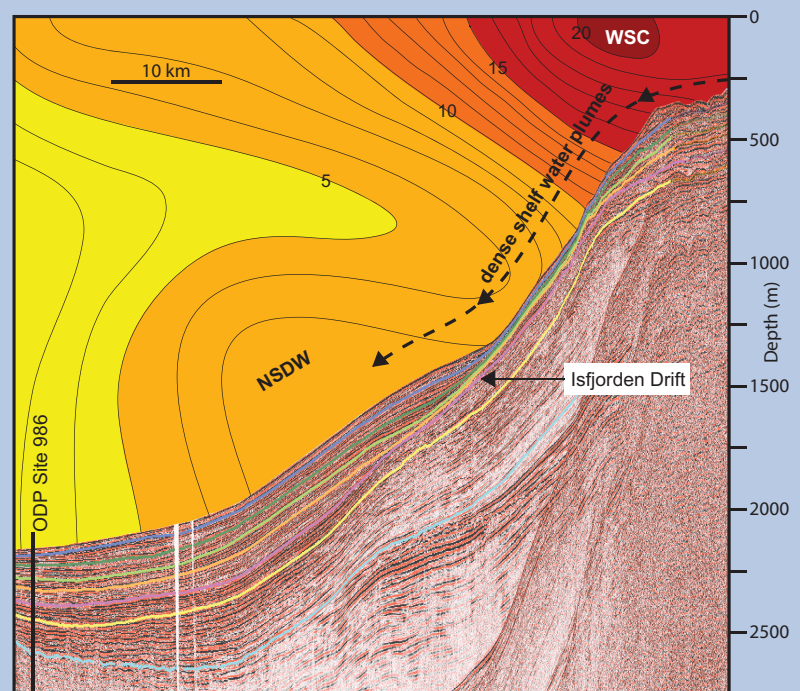 0
20
WSC
10 km
15
10
500
dense shelf water plumes
5
1000
Depth (m)
NSDW
Isfjorden Drift
1500
ODP Site 986
2000
2500